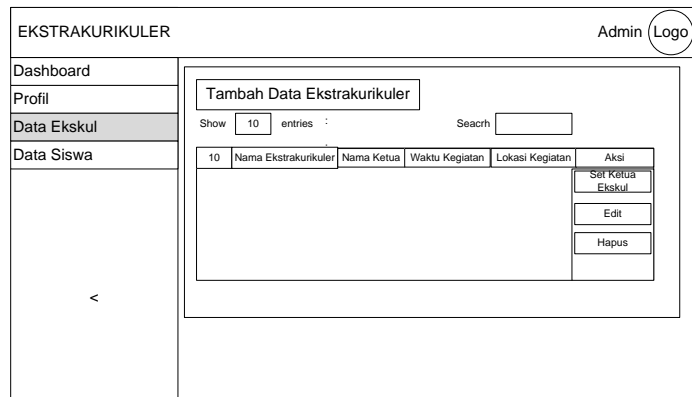 EKSTRAKURIKULER Admin Logo
Dashboard
Profil
Data Ekskul
Data Siswa
<
Tambah Data Ekstrakurikuler
Show 10 entries : Seacrh
:
10 Nama Ekstrakurikuler Nama Ketua Waktu Kegiatan Lokasi Kegiatan Aksi
Set Ketua
Ekskul
Edit
Hapus